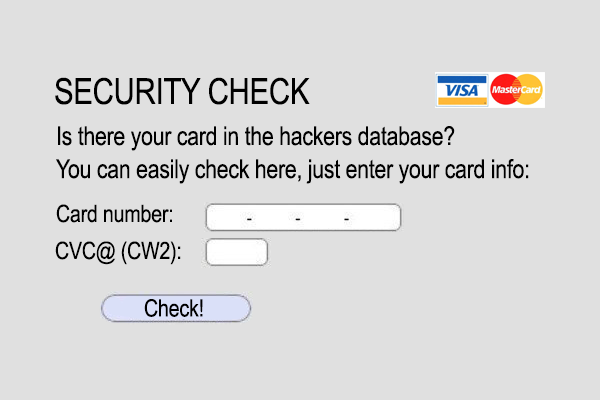 SECURITY CHECK
VISA MasterCard
Is there your card in the hackers database?
You can easily check here, just enter your card info:
Card number: - - -
CVC@ (CW2):
Check!